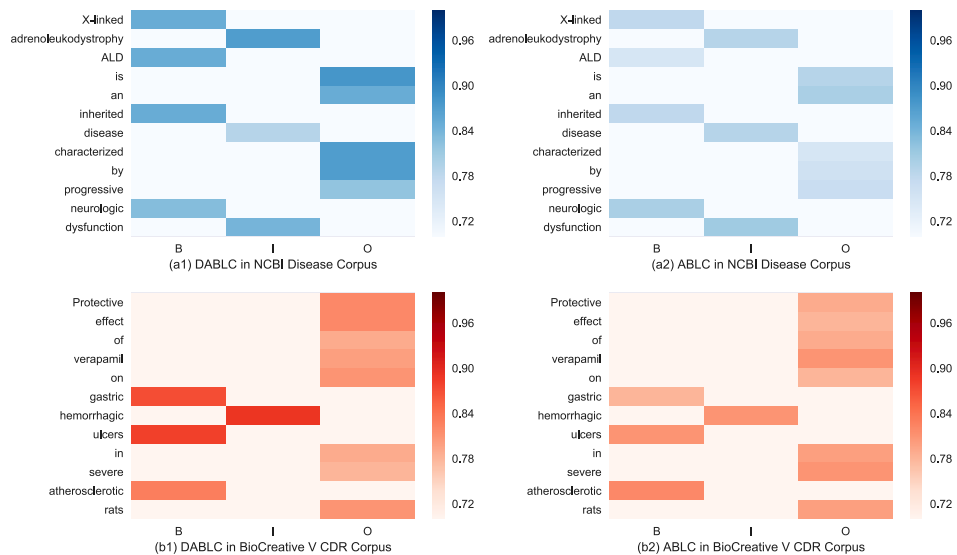 X-linked
adrenoleukodystrophy
ALD
is
an
inherited
disease
characterized
by
progressive
neurologic
dysfunction
B I O
0.96
0.90
0.84
0.78
0.72
(a1) DABLC in NCBI Disease Corpus
X-linked
adrenoleukodystrophy
ALD
is
an
inherited
disease
characterized
by
progressive
neurologic
dysfunction
B I O
0.96
0.90
0.84
0.78
0.72
(a2) ABLC in NCBI Disease Corpus
Protective
effect
of
verapamil
on
gastric
hemorrhagic
ulcers
in
severe
atherosclerotic
rats
B I O
0.96
0.90
0.84
0.78
0.72
(b1) DABLC in BioCreative V CDR Corpus
Protective
effect
of
verapamil
on
gastric
hemorrhagic
ulcers
in
severe
atherosclerotic
rats
B I O
0.96
0.90
0.84
0.78
0.72
(b2) ABLC in BioCreative V CDR Corpus